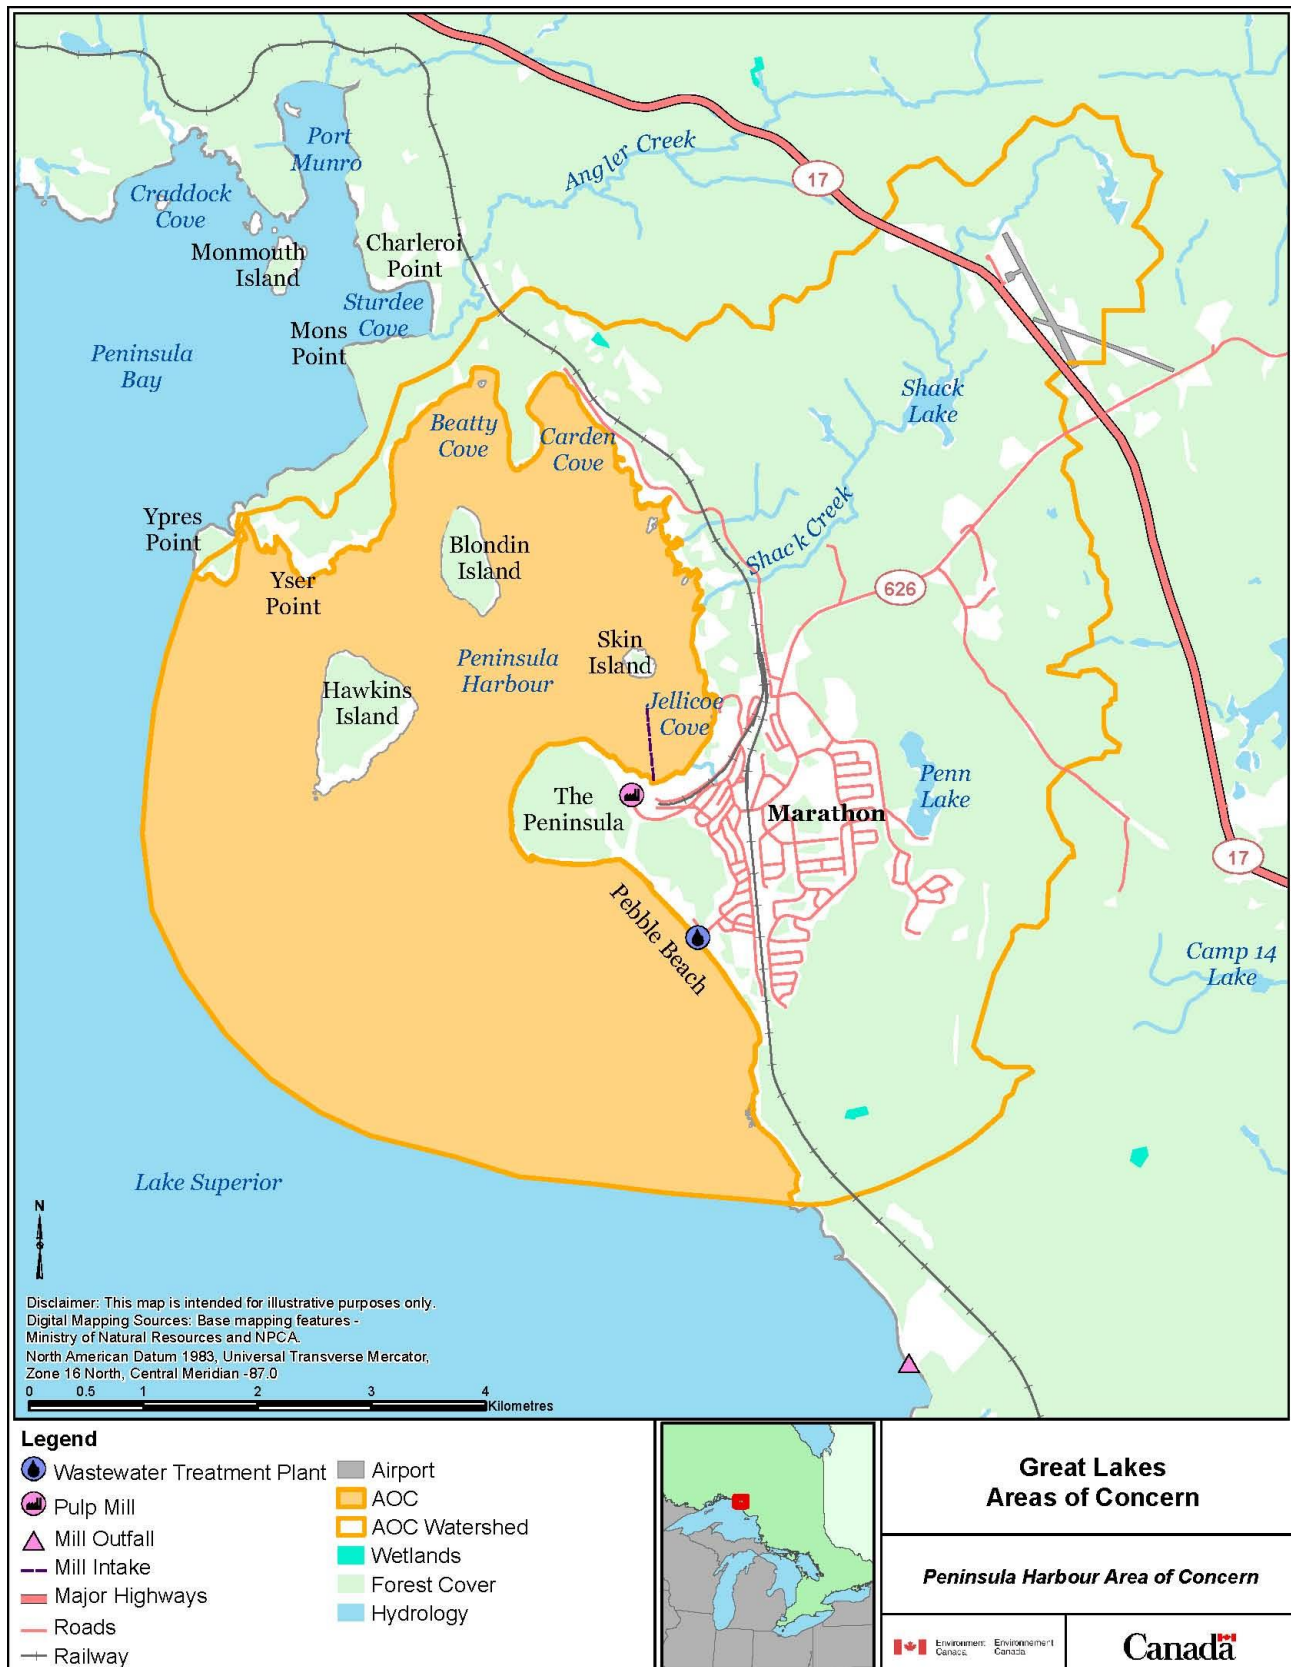 Port
Munro
Craddock
Cove
Monmouth
Island
Charleroi
Point
Angler Creek
17
Sturdee
Cove
Mons
Point
Peninsula
Bay
Shack
Lake
Beatty
Cove
Carden
Cove
Ypres
Point
Yser
Point
Blondin
Island
Shack Creek
626
Skin
Island
Peninsula
Harbour
Hawkins
Island
Jellicoe
Cove
The
Peninsula
Marathon
Penn
Lake
17
Pebble Beach
Camp 14
Lake
Lake Superior
N
Disclaimer: This map is intended for illustrative purposes only.
Digital Mapping Sources: Base mapping features -
Ministry of Natural Resources and NPCA.
North American Datum 1983, Universal Transverse Mercator,
Zone 16 North, Central Meridian -87.0
0 0.5 1 2 3 4
Kilometres
Legend
Wastewater Treatment Plant
Pulp Mill
Mill Outfall
Mill Intake
Major Highways
Roads
Railway
Airport
AOC
AOC Watershed
Wetlands
Forest Cover
Hydrology
Great Lakes
Areas of Concern
Peninsula Harbour Area of Concern
Environment Environnement
Canada Canada
Canada